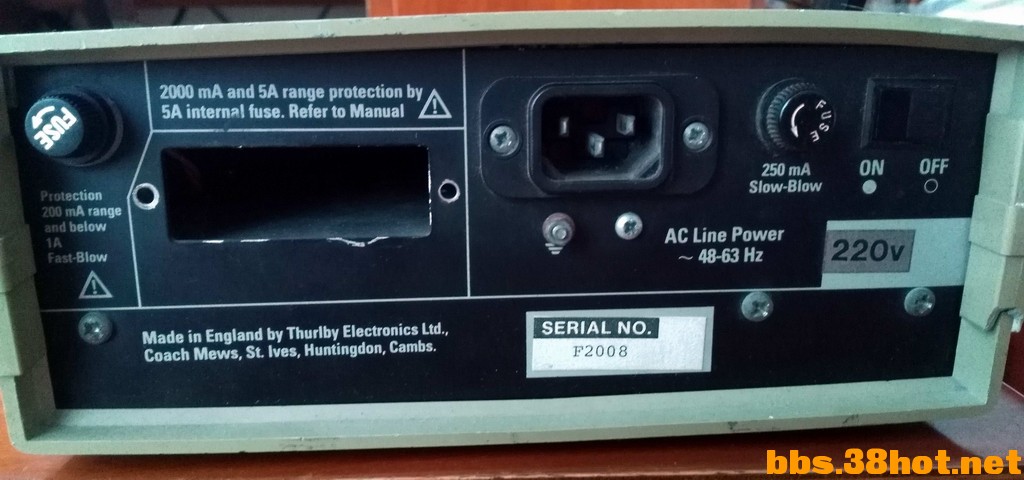 FUSE
Protection
200 mA range
and below
1A
Fast-Blow
2000 mA and 5A range protection by
5A internal fuse. Refer to Manual
FUSE
250 mA
Slow-Blow
ON
OFF
AC Line Power
~ 48-63 Hz
220v
Made in England by Thurlby Electronics Ltd.,
Coach Mews, St. Ives, Huntingdon, Cambs.
SERIAL NO.
F2008
bbs.38hot.net